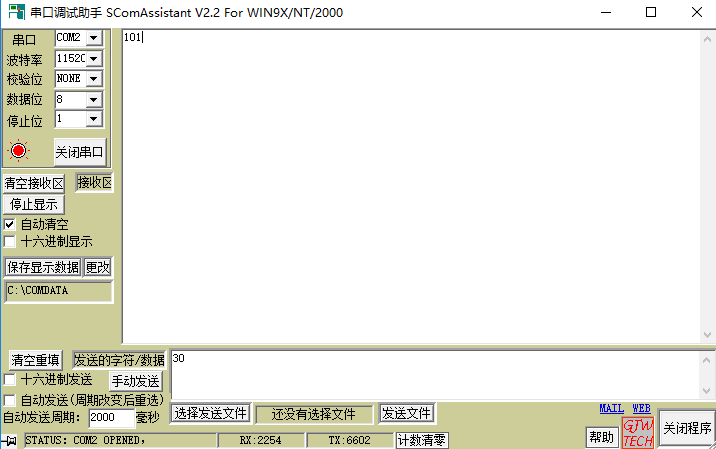 串口调试助手 SComAssistant V2.2 For WIN9X/NT/2000
串口 COM2
波特率 11520
校验位 NONE
数据位 8
停止位 1
关闭串口
清空接收区 接收区
停止显示
自动清空
十六进制显示
保存显示数据 更改
C:\COMDATA
101
清空重填 发送的字符/数据
十六进制发送 手动发送
自动发送(周期改变后重选)
自动发送周期: 2000 毫秒
30
选择发送文件 还没有选择文件 发送文件
MAIL WEB
帮助
GJW
TECH
关闭程序
STATUS: COM2 OPENED, RX:2254 TX:6602 计数清零